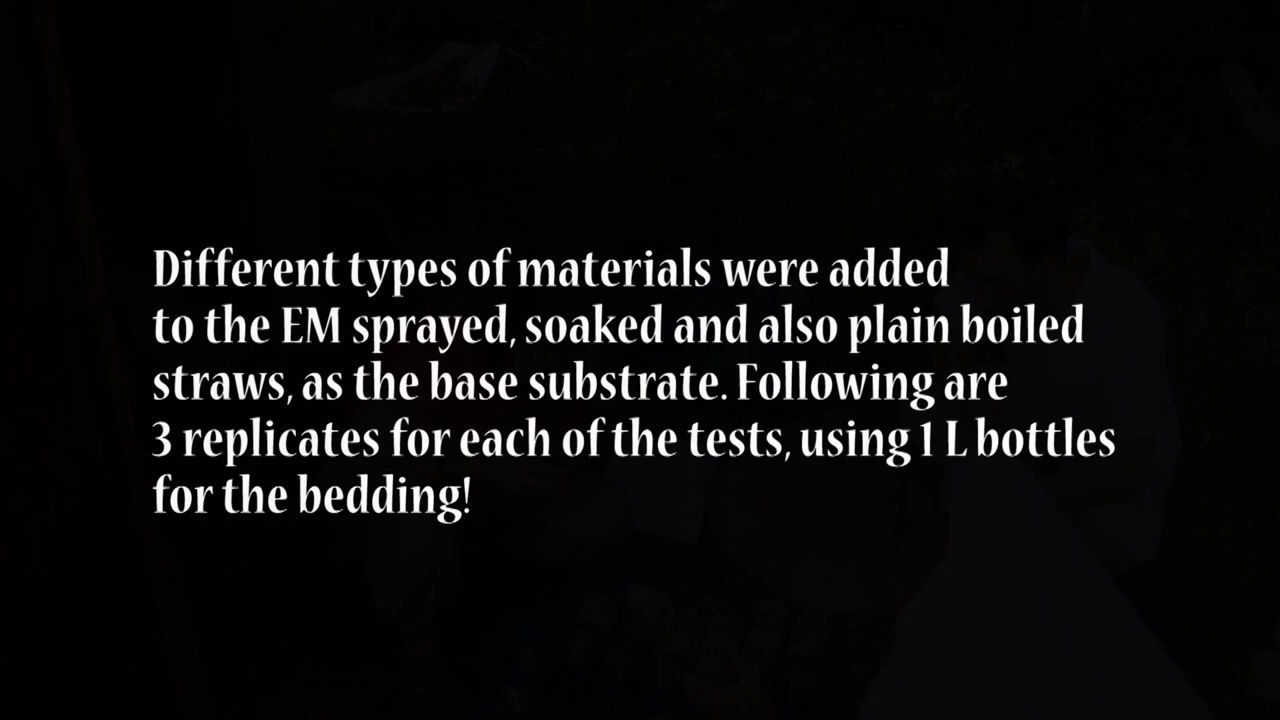 Different types of materials were added
to the EM sprayed, soaked and also plain boiled
straws, as the base substrate. Following are
3 replicates for each of the tests, using 1 L bottles
for the bedding!